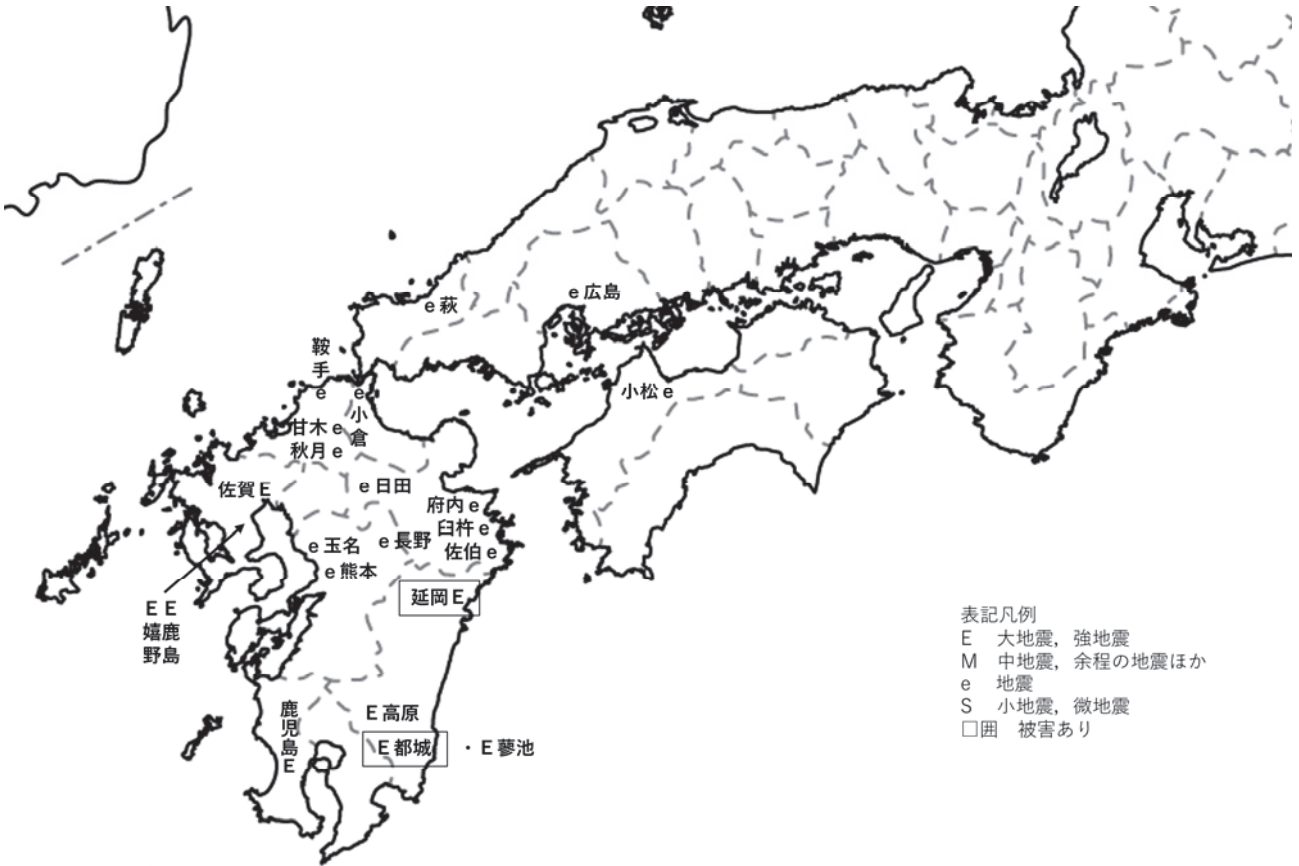 e 萩
e 広島
鞍手
e
e
小倉
小松 e
甘木 e
秋月 e
佐賀 E
e 日田
府内 e
臼杵 e
佐伯 e
e 玉名
e 長野
e 熊本
延岡 E
E E
嬉野
鹿島
E 高原
鹿児島 E
E 都城
・E 蓼池
表記凡例
E 大地震，強地震
M 中地震，余程の地震ほか
e 地震
S 小地震，微地震
□囲 被害あり